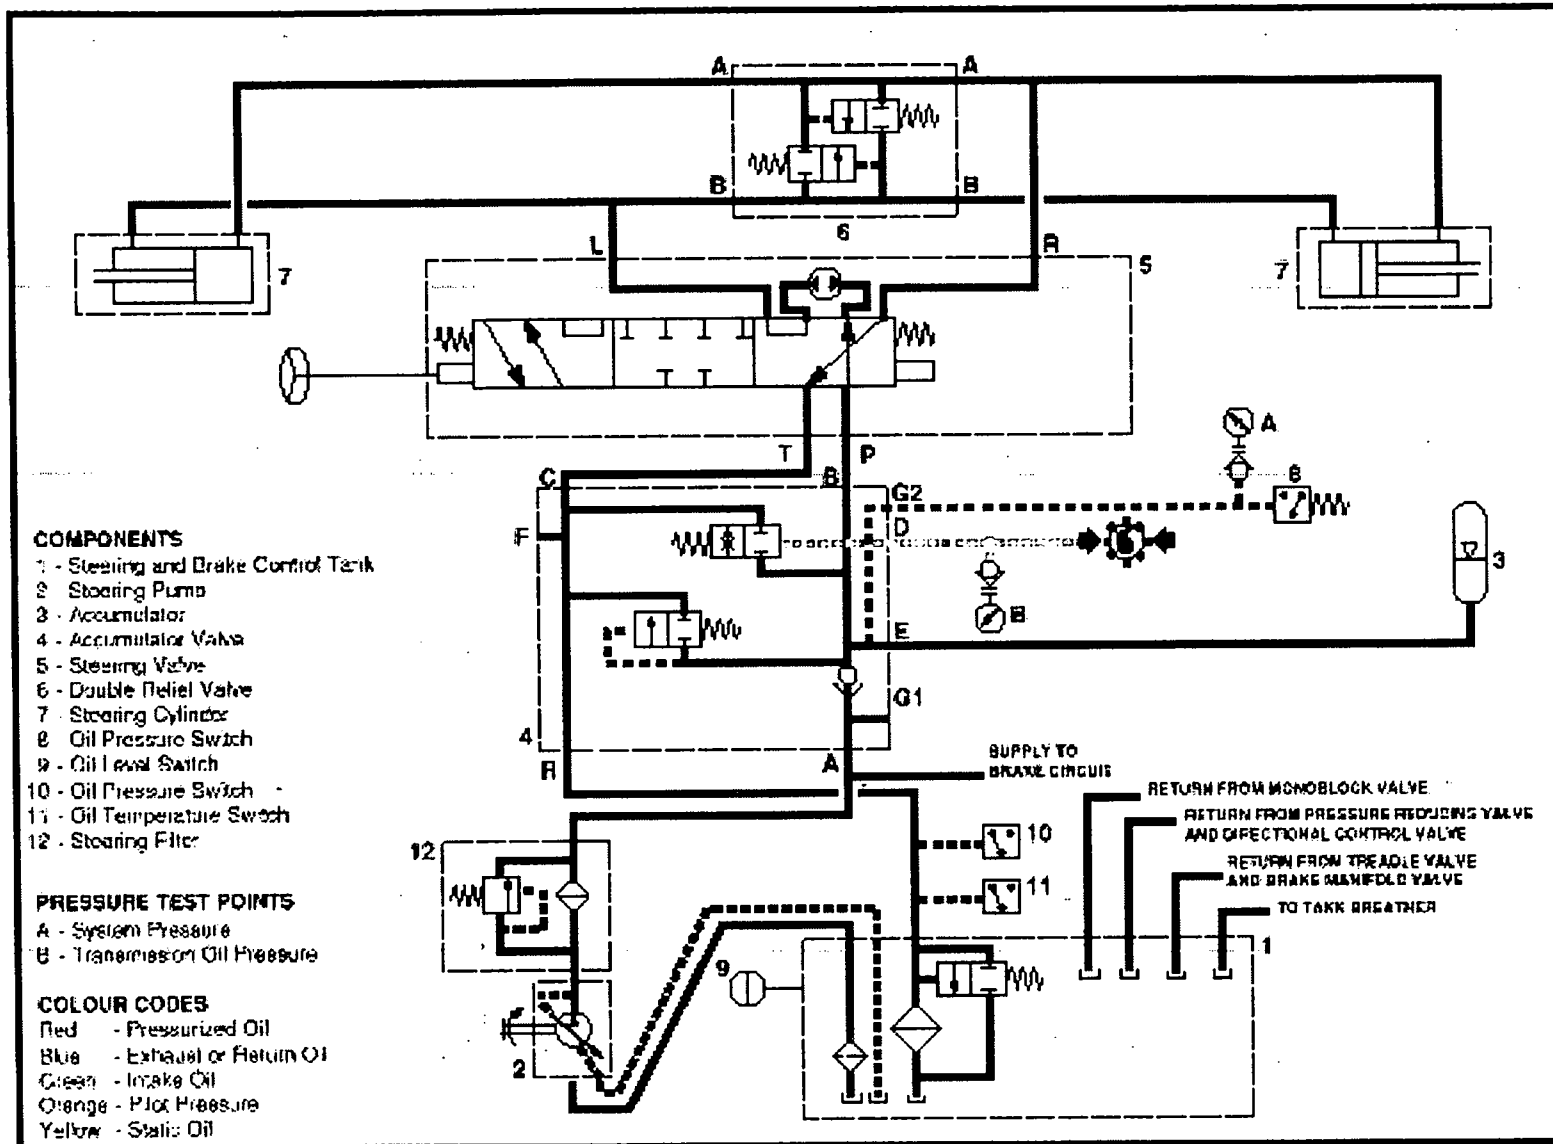 A A
B B
6
L R
5
7 7
A
T P
C B
G2
8
F D
B
3
E
G1
4
R A
SUPPLY TO
BRAKE CIRCUIT
RETURN FROM MONOBLOCK VALVE
RETURN FROM PRESSURE REDUCING VALVE
AND DIRECTIONAL CONTROL VALVE
RETURN FROM TREADLE VALVE
AND BRAKE MANIFOLD VALVE
TO TANK BREATHER
12
10
11
9
1
2
COMPONENTS
1 - Steering and Brake Control Tank
2 Steering Pump
3 - Accumulator
4 - Accumulator Valve
5 - Steering Valve
6 - Double Relief Valve
7 - Steering Cylinder
8 Oil Pressure Switch
9 - Oil Level Switch
10 - Oil Pressure Switch
11 - Oil Temperature Switch
12 - Steering Filter
PRESSURE TEST POINTS
A - System Pressure
B - Transmission Oil Pressure
COLOUR CODES
Red - Pressurized Oil
Blue - Exhaust or Return Oil
Green - Intake Oil
Orange - Pilot Pressure
Yellow - Static Oil